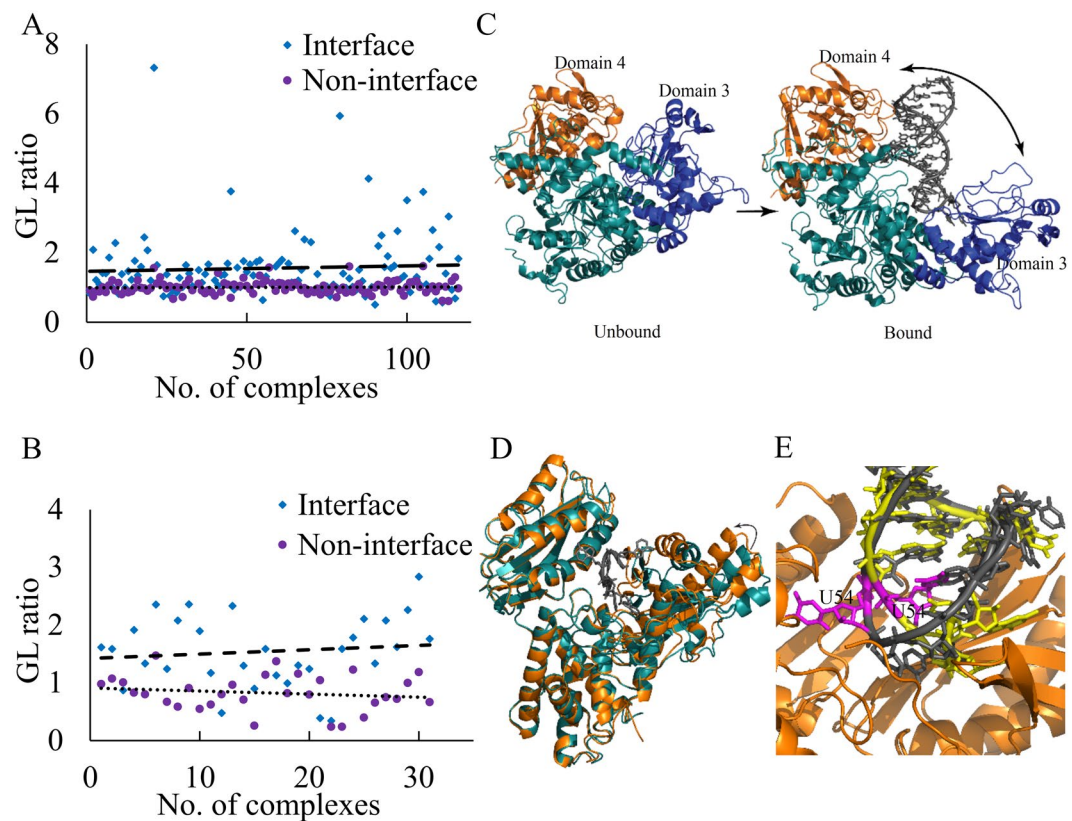 A
8
6
4
2
0
GL ratio
Interface
Non-interface
0
50
100
No. of complexes
C
Domain 4
Domain 3
Unbound
Domain 4
Domain 3
Bound
B
4
3
2
1
0
GL ratio
Interface
Non-interface
0
10
20
30
No. of complexes
D
E
U54
U54